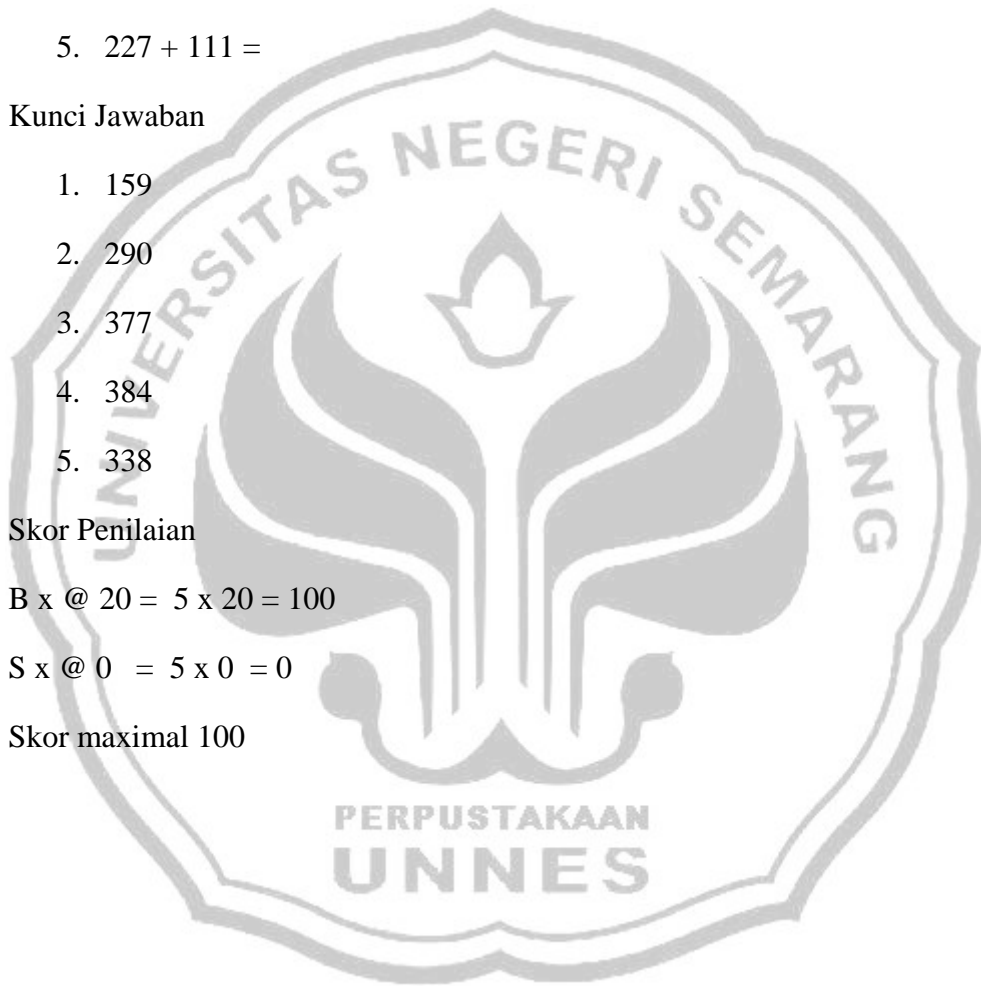 5. 227 + 111 =
Kunci Jawaban
1. 159
2. 290
3. 377
4. 384
5. 338
Skor Penilaian
B x @ 20 = 5 x 20 = 100
S x @ 0 = 5 x 0 = 0
Skor maximal 100
UNIVERSITAS NEGERI SEMARANG
PERPUSTAKAAN
UNNES